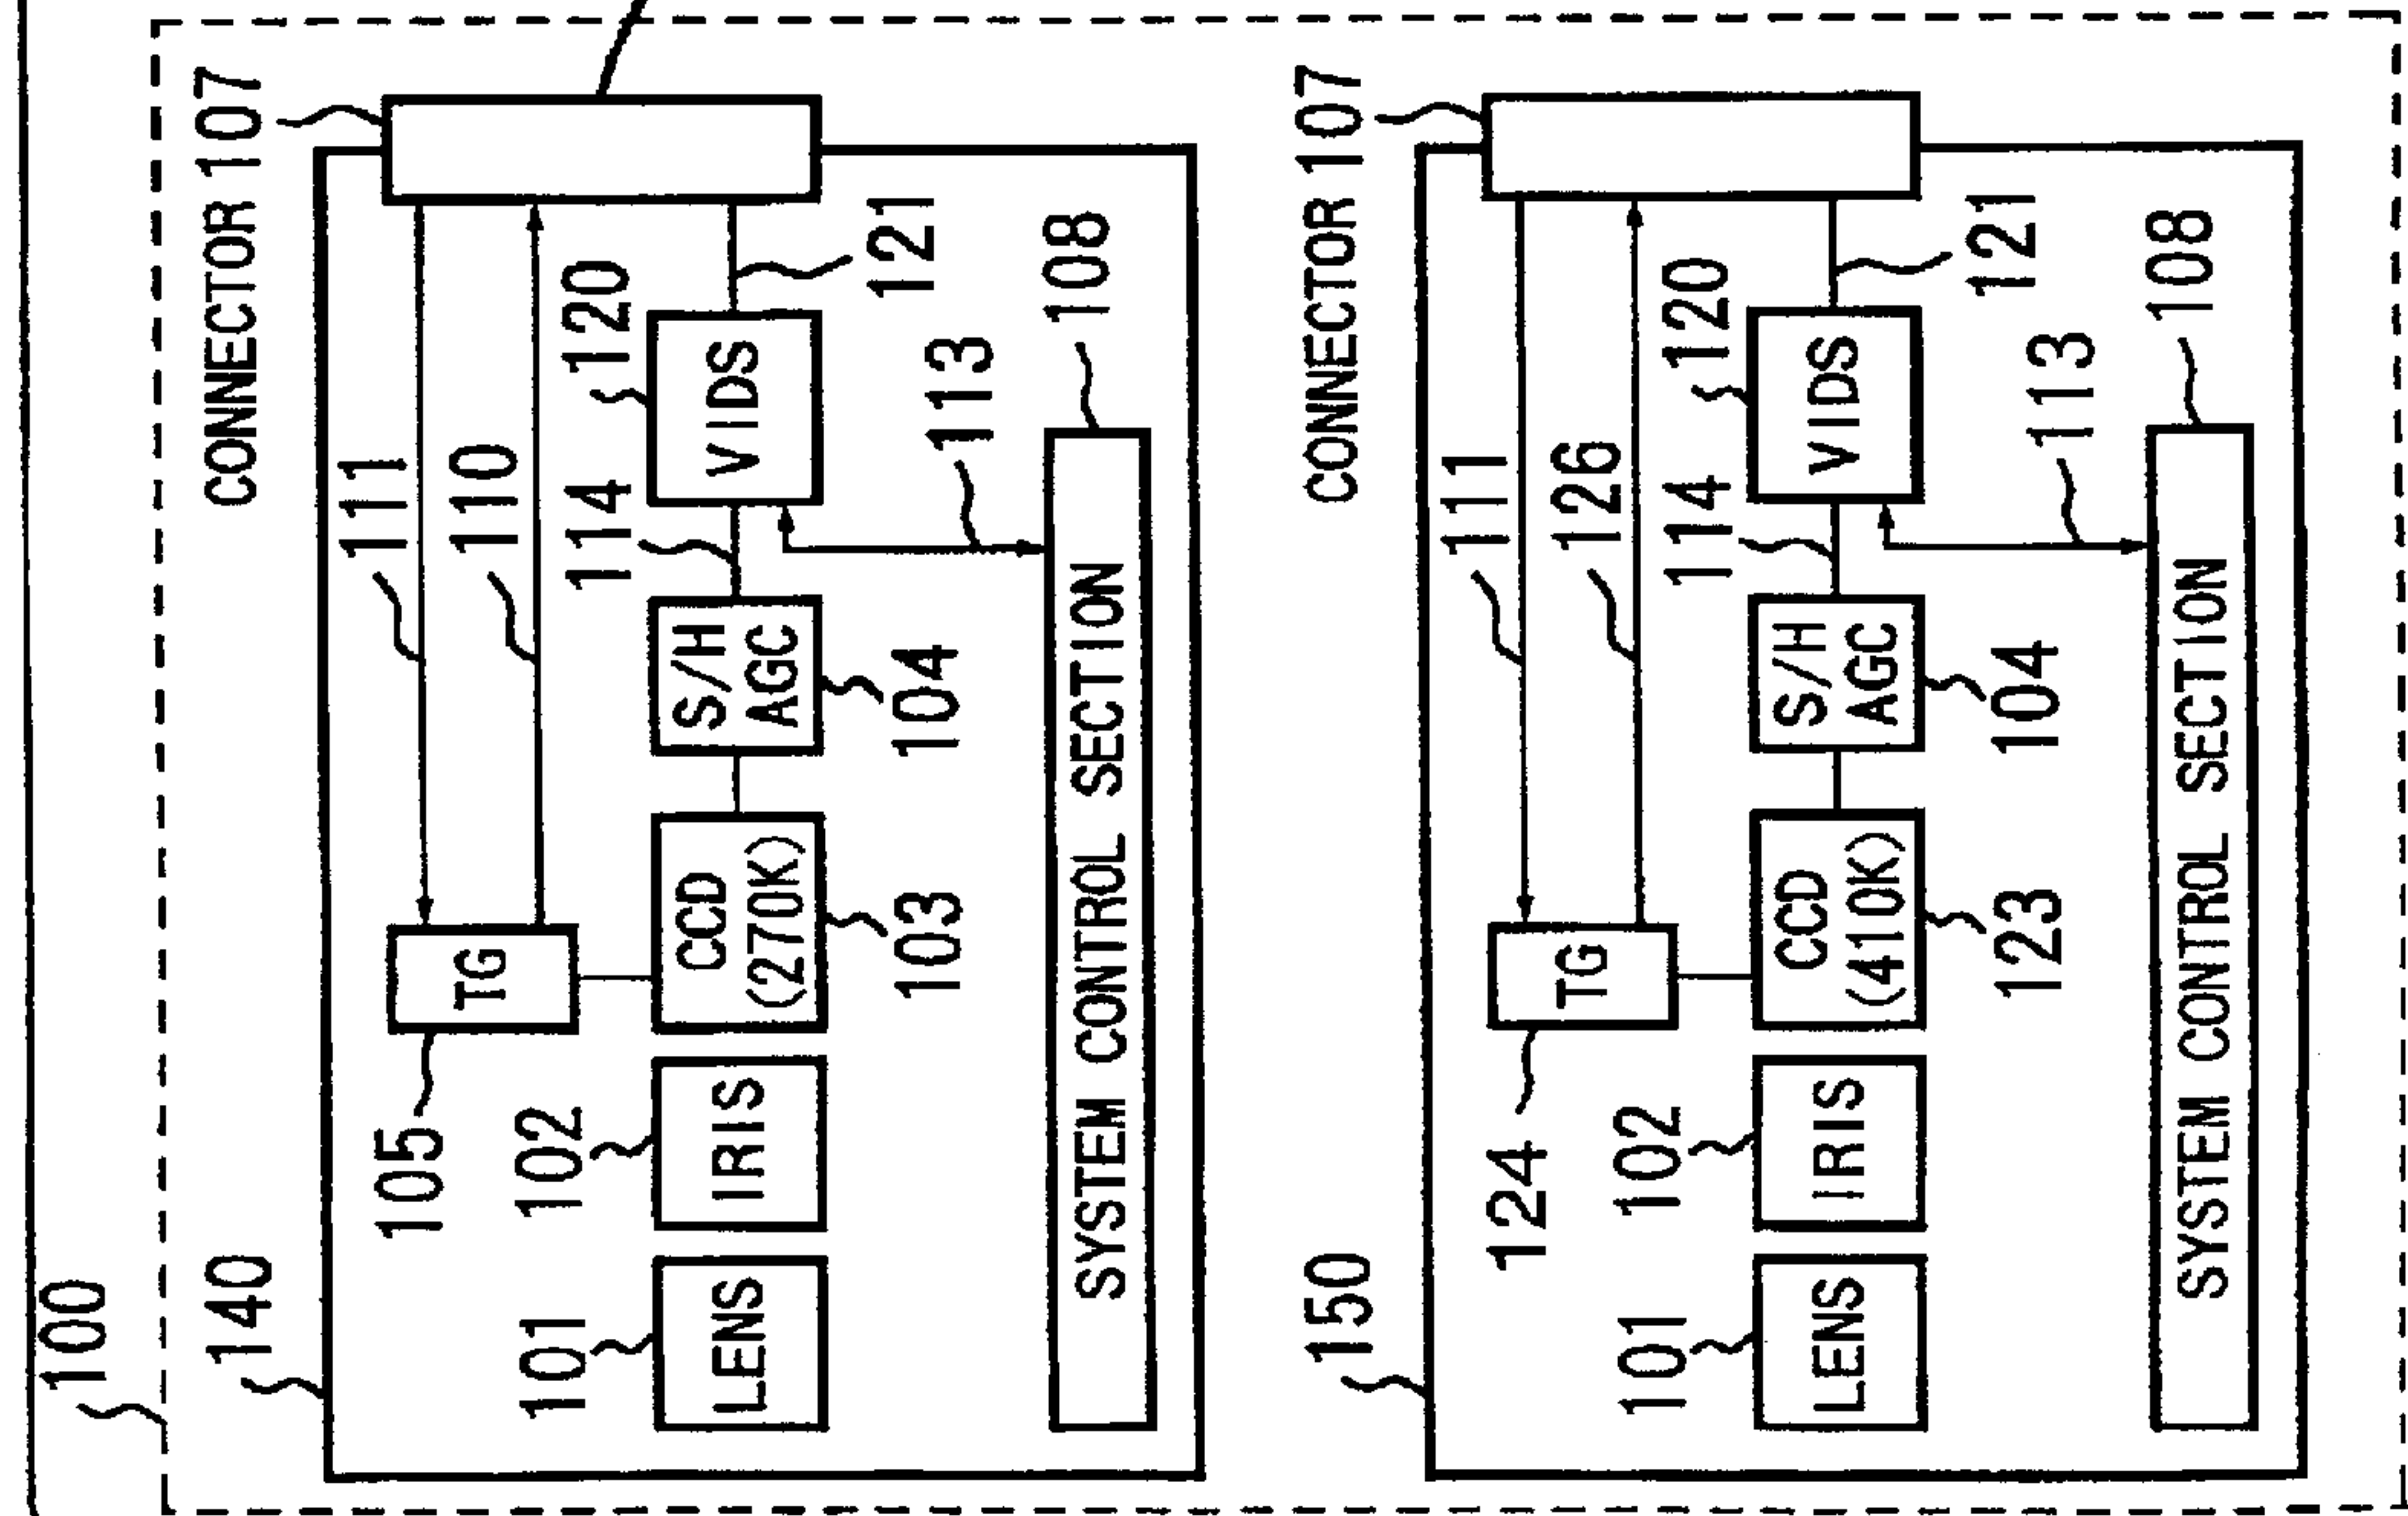 100
140
CONNECTOR 107
111
110
105
TG
102
114
120
121
101
LENS
IRIS
CCD
(270K)
S/H
AGC
VIDS
103
104
113
108
SYSTEM CONTROL SECTION
150
CONNECTOR 107
111
126
124
TG
102
114
120
121
101
LENS
IRIS
CCD
(410K)
S/H
AGC
VIDS
123
104
113
108
SYSTEM CONTROL SECTION